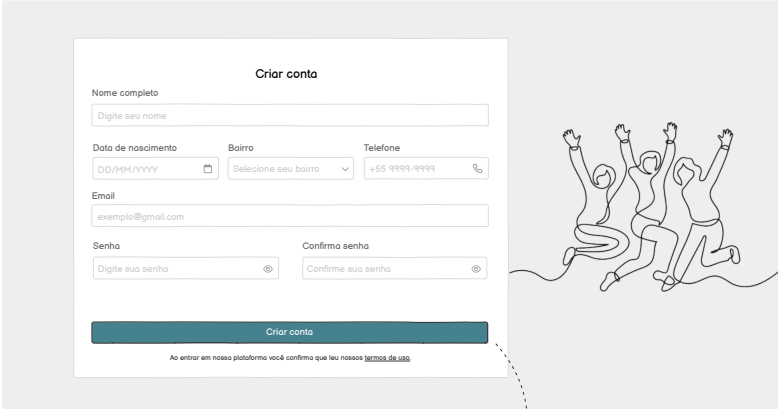 Criar conta
Nome completo
Digite seu nome
Data de nascimento Bairro Telefone
DD/MM/YYYY Selecione seu bairro +55 9999-9999
Email
exemplo@gmail.com
Senha Confirma senha
Digite sua senha Confirme sua senha
Criar conta
Ao entrar em nossa plataforma você confirma que leu nossos termos de uso.